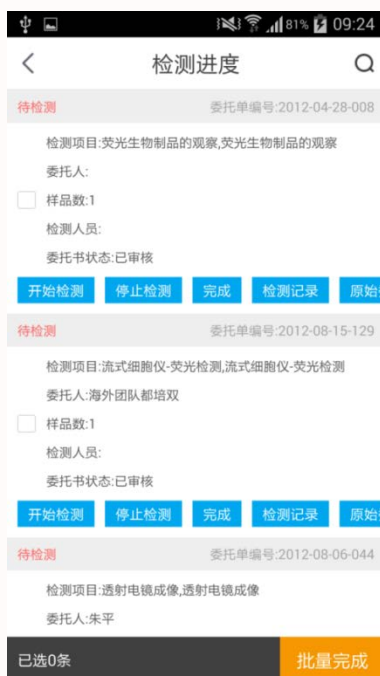 81% 09:24
检测进度
待检测 委托单编号:2012-04-28-008
检测项目:荧光生物制品的观察,荧光生物制品的观察
委托人:
样品数:1
检测人员:
委托书状态:已审核
开始检测 停止检测 完成 检测记录 原始
待检测 委托单编号:2012-08-15-129
检测项目:流式细胞仪-荧光检测,流式细胞仪-荧光检测
委托人:海外团队都培双
样品数:1
检测人员:
委托书状态:已审核
开始检测 停止检测 完成 检测记录 原始
待检测 委托单编号:2012-08-06-044
检测项目:透射电镜成像,透射电镜成像
委托人:朱平
已选0条 批量完成